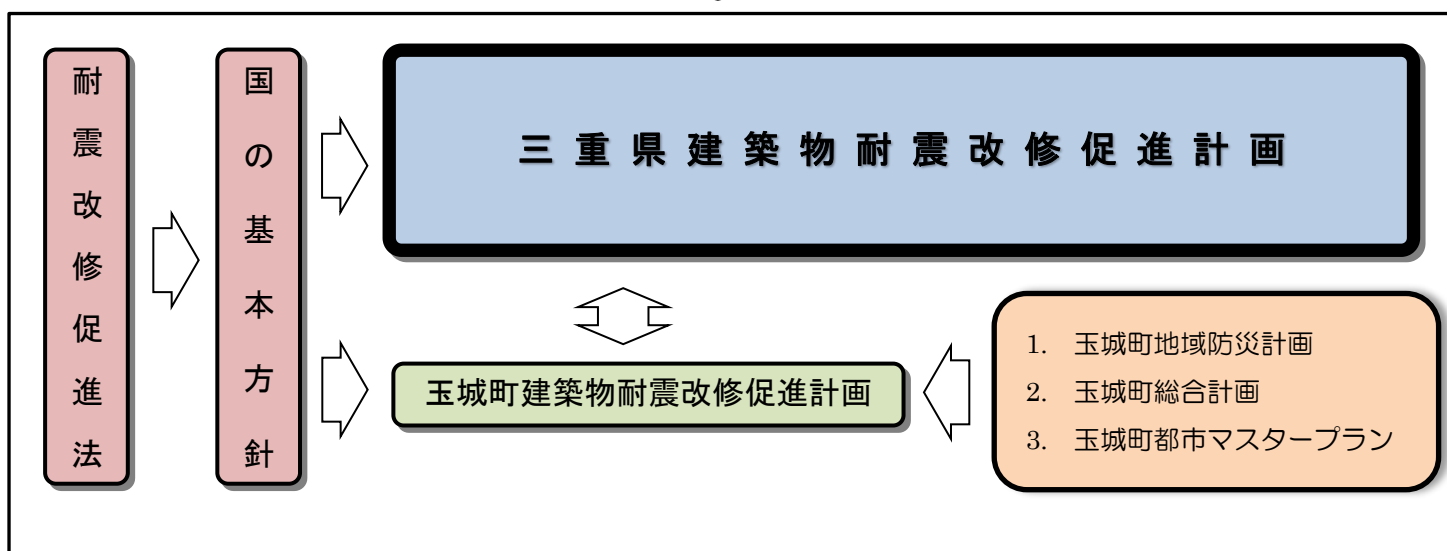 耐震改修促進法
国の基本方針
三重県建築物耐震改修促進計画
玉城町建築物耐震改修促進計画
1. 玉城町地域防災計画
2. 玉城町総合計画
3. 玉城町都市マスタープラン